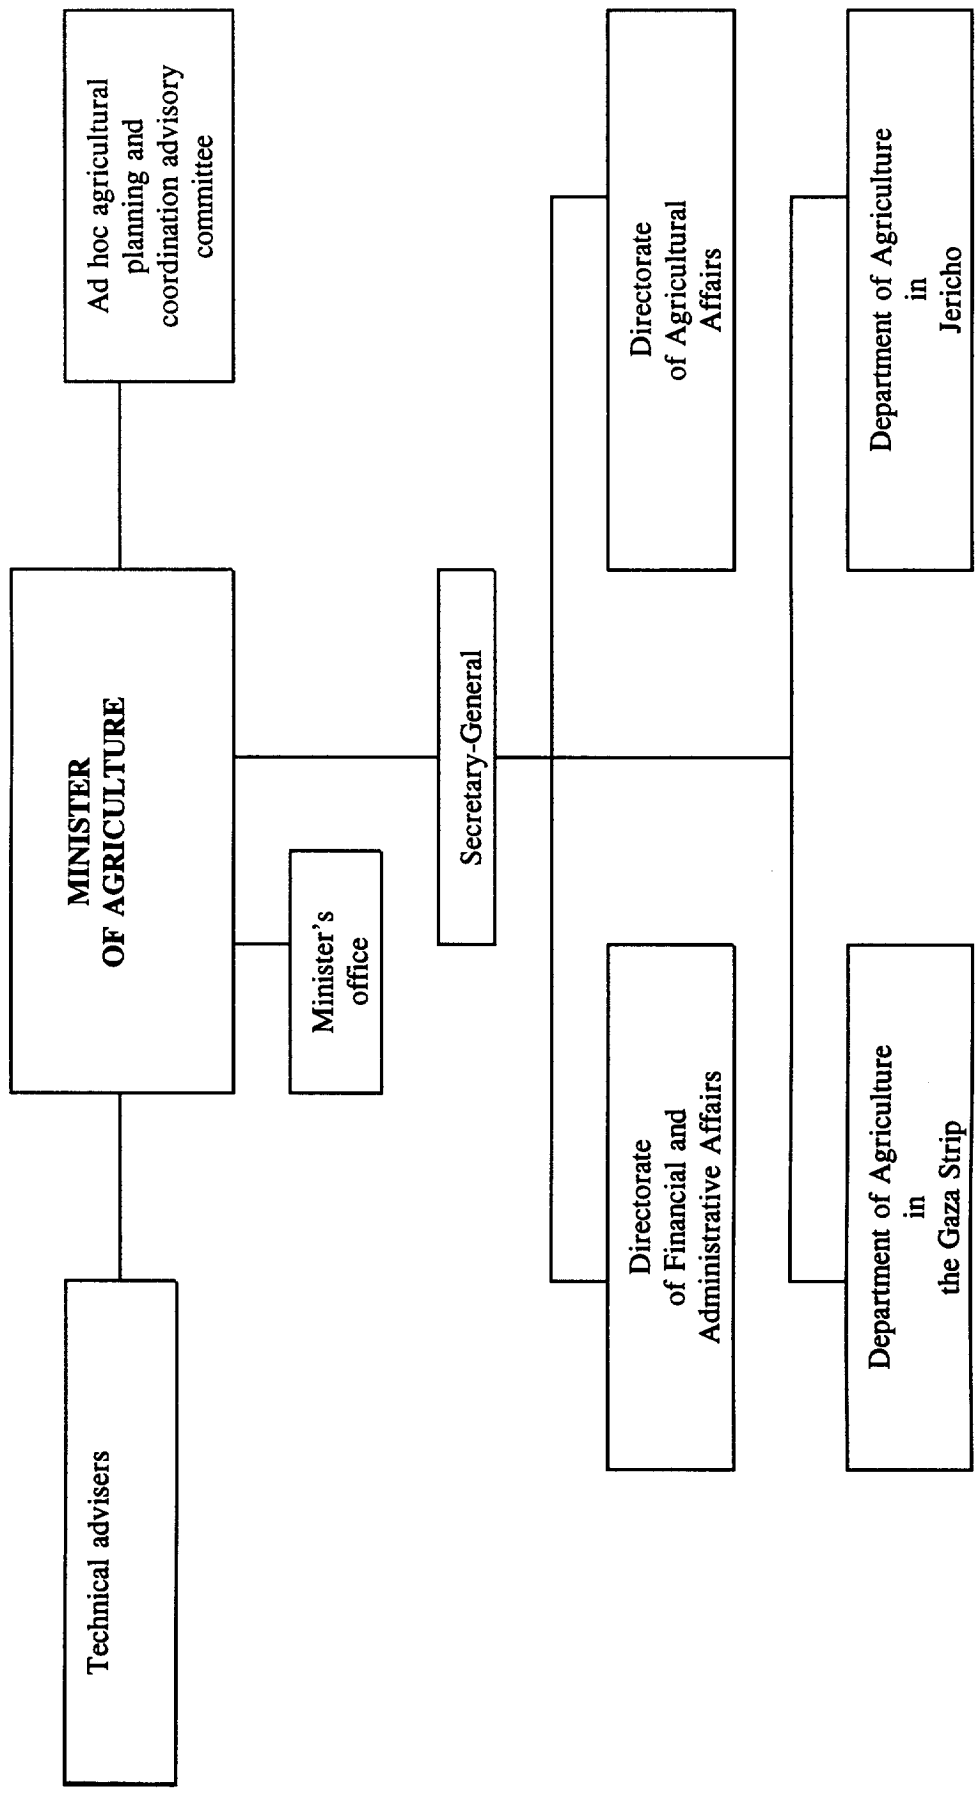 MINISTER
OF AGRICULTURE
Technical advisers
Ad hoc agricultural
planning and
coordination advisory
committee
Minister's
office
Secretary-General
Directorate
of Financial and
Administrative Affairs
Directorate
of Agricultural
Affairs
Department of Agriculture
in
the Gaza Strip
Department of Agriculture
in
Jericho